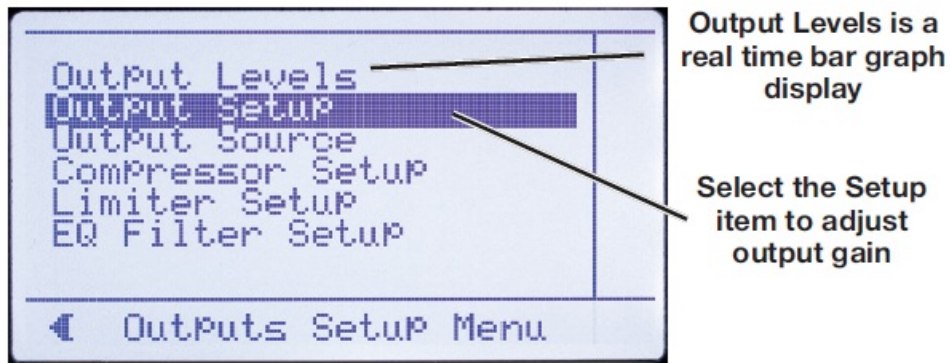 Output Levels
Output Setup
Output Source
Compressor Setup
Limiter Setup
EQ Filter Setup
Outputs Setup Menu
Output Levels is a
real time bar graph
display
Select the Setup
item to adjust
output gain